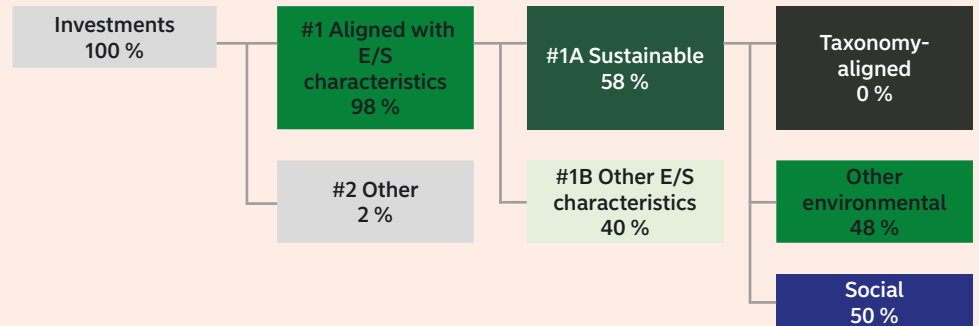 Investments
100 %
#1 Aligned with
E/S
characteristics
98 %
#1A Sustainable
58 %
Taxonomy-
aligned
0 %
#2 Other
2 %
#1B Other E/S
characteristics
40 %
Other
environmental
48 %
Social
50 %